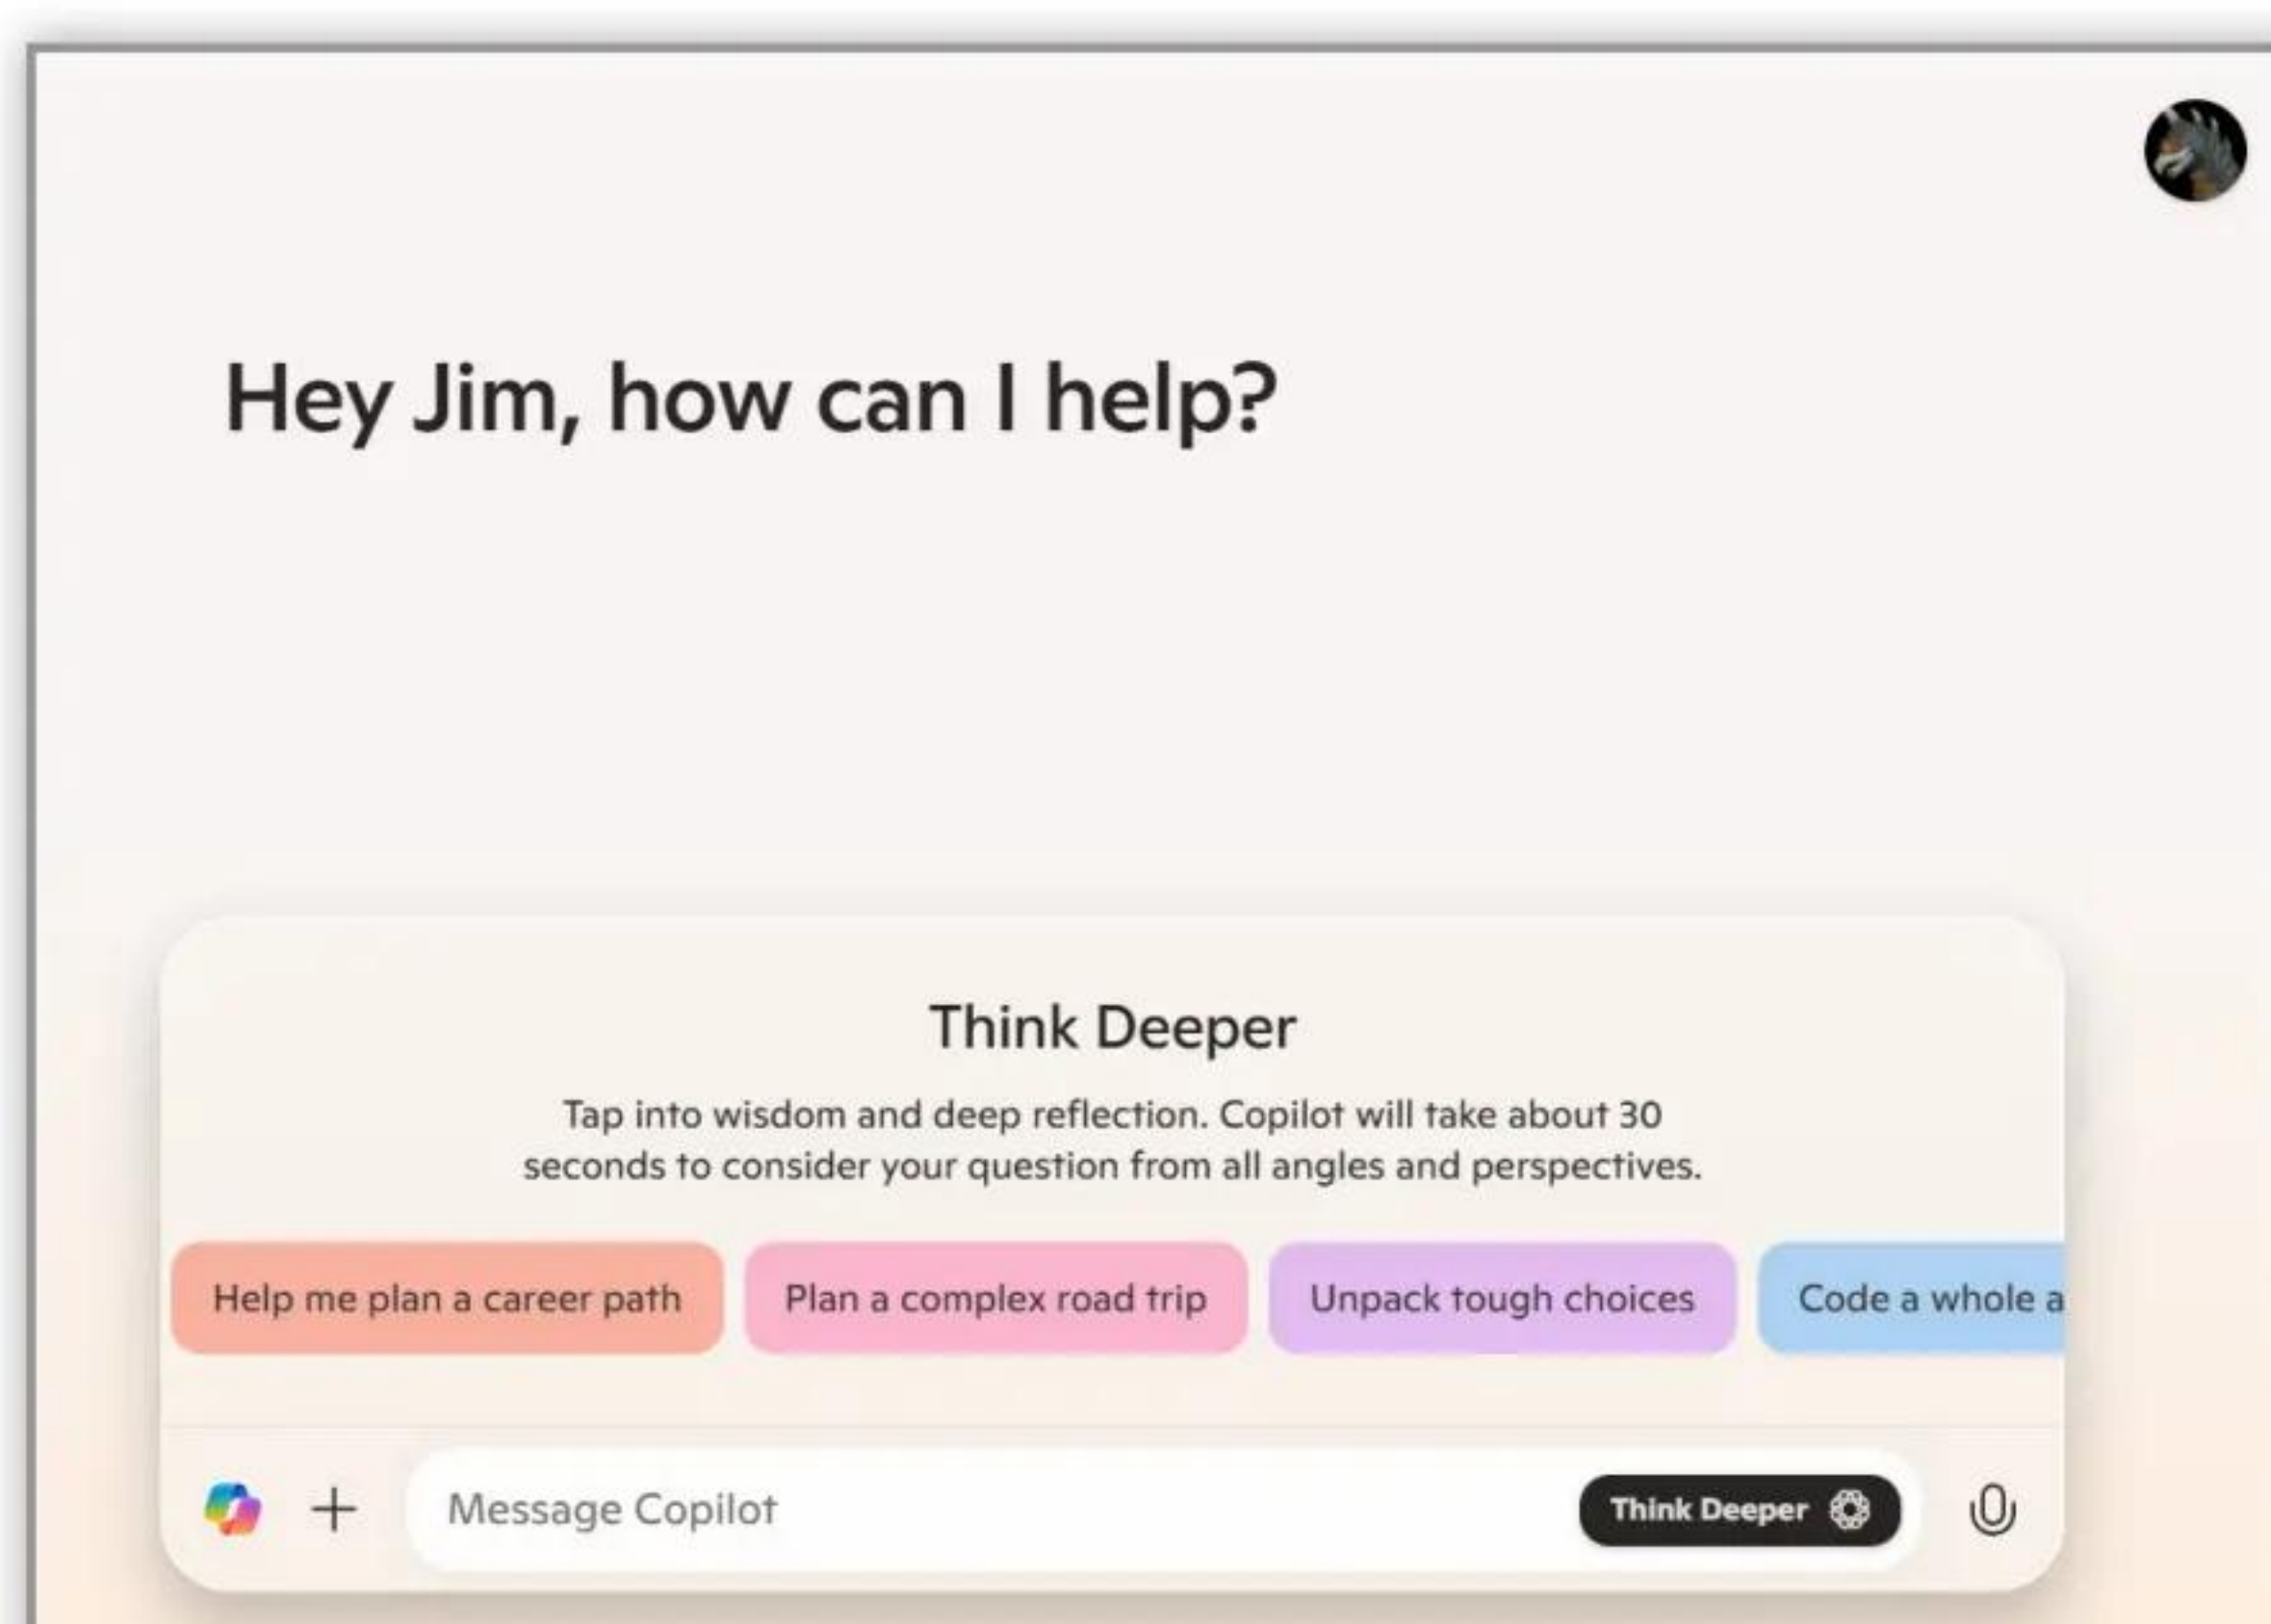 Hey Jim, how can I help?
Think Deeper
Tap into wisdom and deep reflection. Copilot will take about 30
seconds to consider your question from all angles and perspectives.
Help me plan a career path
Plan a complex road trip
Unpack tough choices
Code a whole a
Message Copilot
Think Deeper